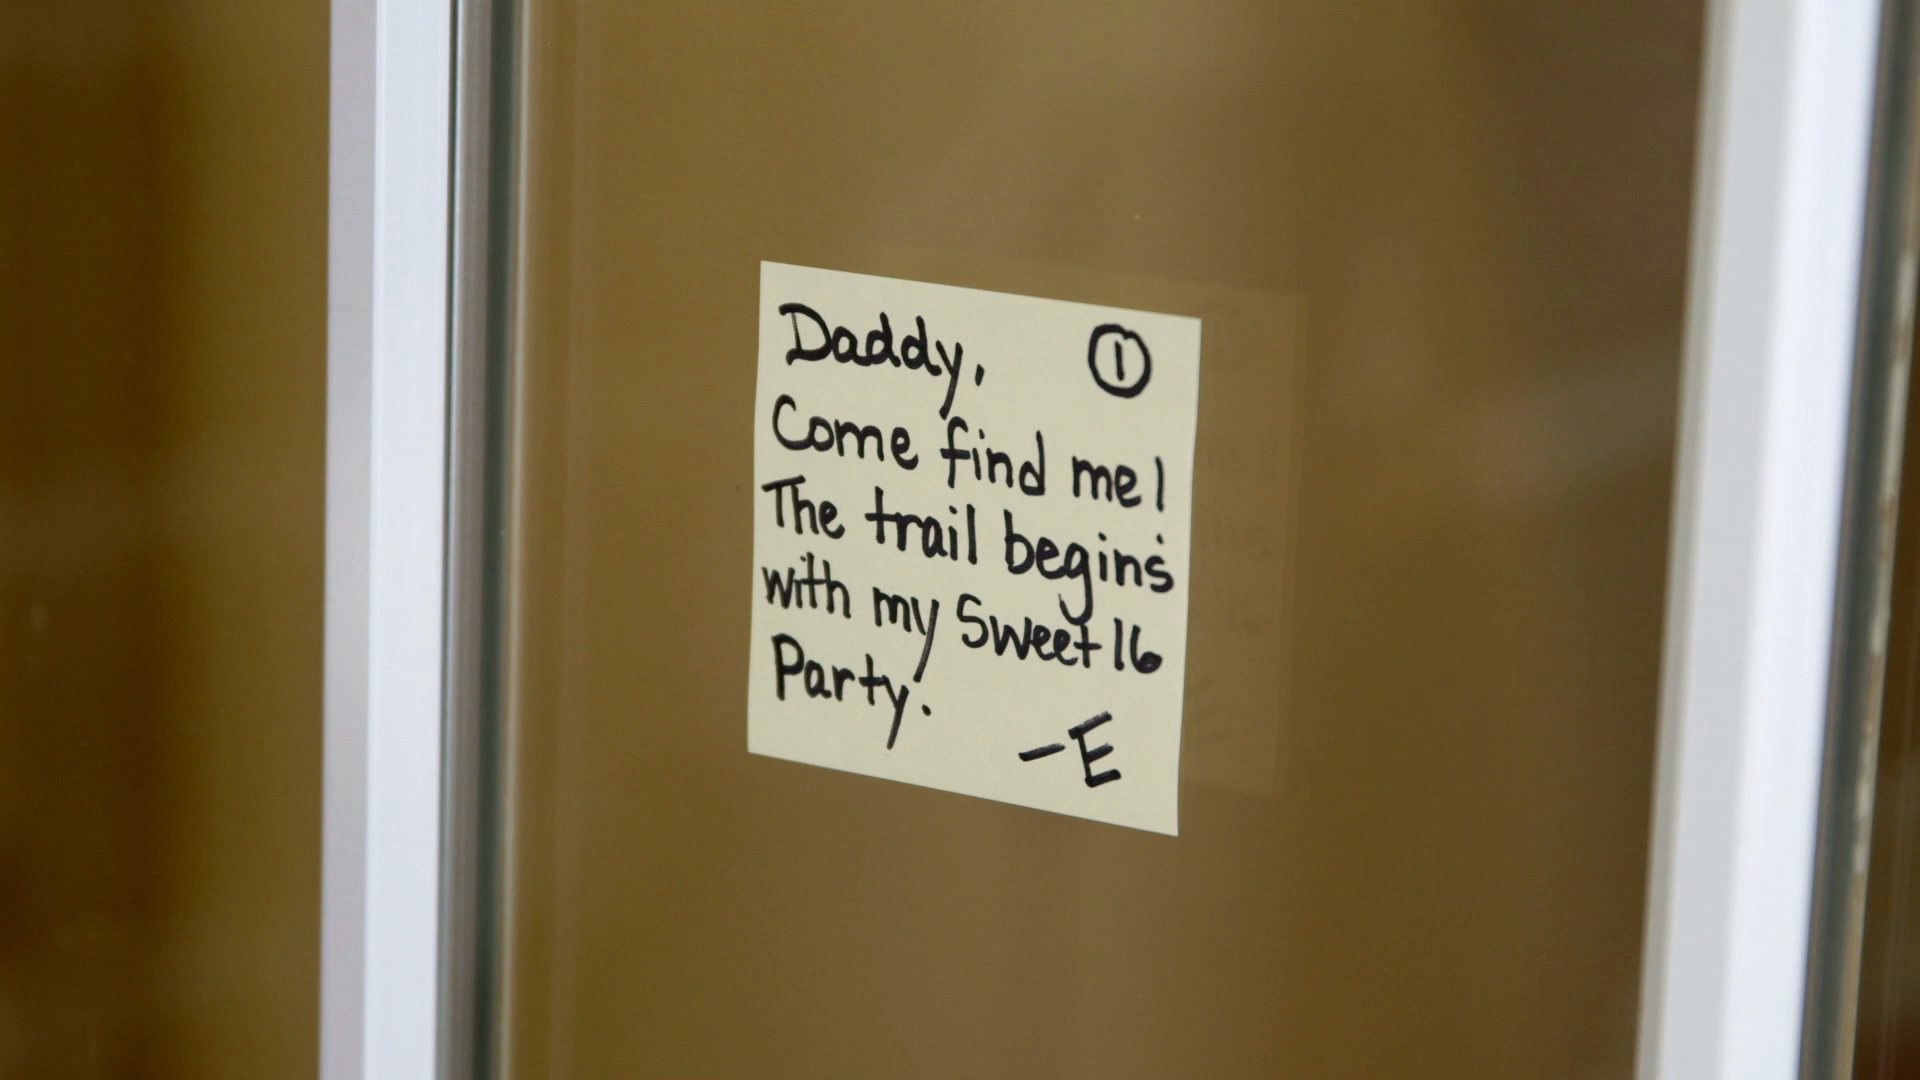 Daddy, ①
Come find me!
The trail begins
with my Sweet 16
Party.
-E